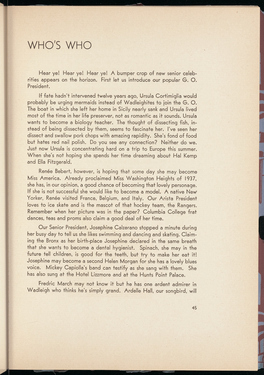 WHO'S WHO
Hear ye! Hear ye! Hear ye! A bumper crop of new senior celeb-
rities appears on the horizon. First let us introduce our popular G. O.
President.
If fate hadn't intervened twelve years ago, Ursula Cortimiglia would
probably be urging mermaids instead of Wadleighites to join the G. O.
The boat in which she left her home in Sicily nearly sank and Ursula lived
most of the time in her life preserver, not as romantic as it sounds. Ursula
wants to become a biology teacher. The thought of dissecting fish, in-
stead of being dissected by them, seems to fascinate her. I've seen her
dissect and swallow pork chops with amazing rapidity. She's fond of food
but hates red nail polish. Do you see any connection? Neither do we.
Just now Ursula is concentrating hard on a trip to Europe this summer.
When she's not hoping she spends her time dreaming about Hal Kemp
and Ella Fitzgerald.
Renée Bebert, however, is hoping that some day she may become
Miss America. Already proclaimed Miss Washington Heights of 1937,
she has, in our opinion, a good chance of becoming that lovely personage.
If she is not successful she would like to become a model. A native New
Yorker, Renée visited France, Belgium, and Italy. Our Arista President
loves to ice skate and is the mascot of that hockey team, the Rangers.
Remember when her picture was in the paper? Columbia College frat
dances, teas and proms also claim a good deal of her time.
Our Senior President, Josephine Calserano stopped a minute during
her busy day to tell us she likes swimming and dancing and skating. Claim-
ing the Bronx as her birth-place Josephine declared in the same breath
that she wants to become a dental hygienist. Spinach, she may in the
future tell children, is good for the teeth, but try to make her eat it!
Josephine may become a second Helen Morgan for she has a lovely blues
voice. Mickey Capiolla's band can testify as she sang with them. She
has also sung at the Hotel Lismore and at the Hunts Point Palace.
Fredric March may not know it but he has one ardent admirer in
Wadleigh who thinks he's simply grand. Ardelle Hall, our songbird, will
45